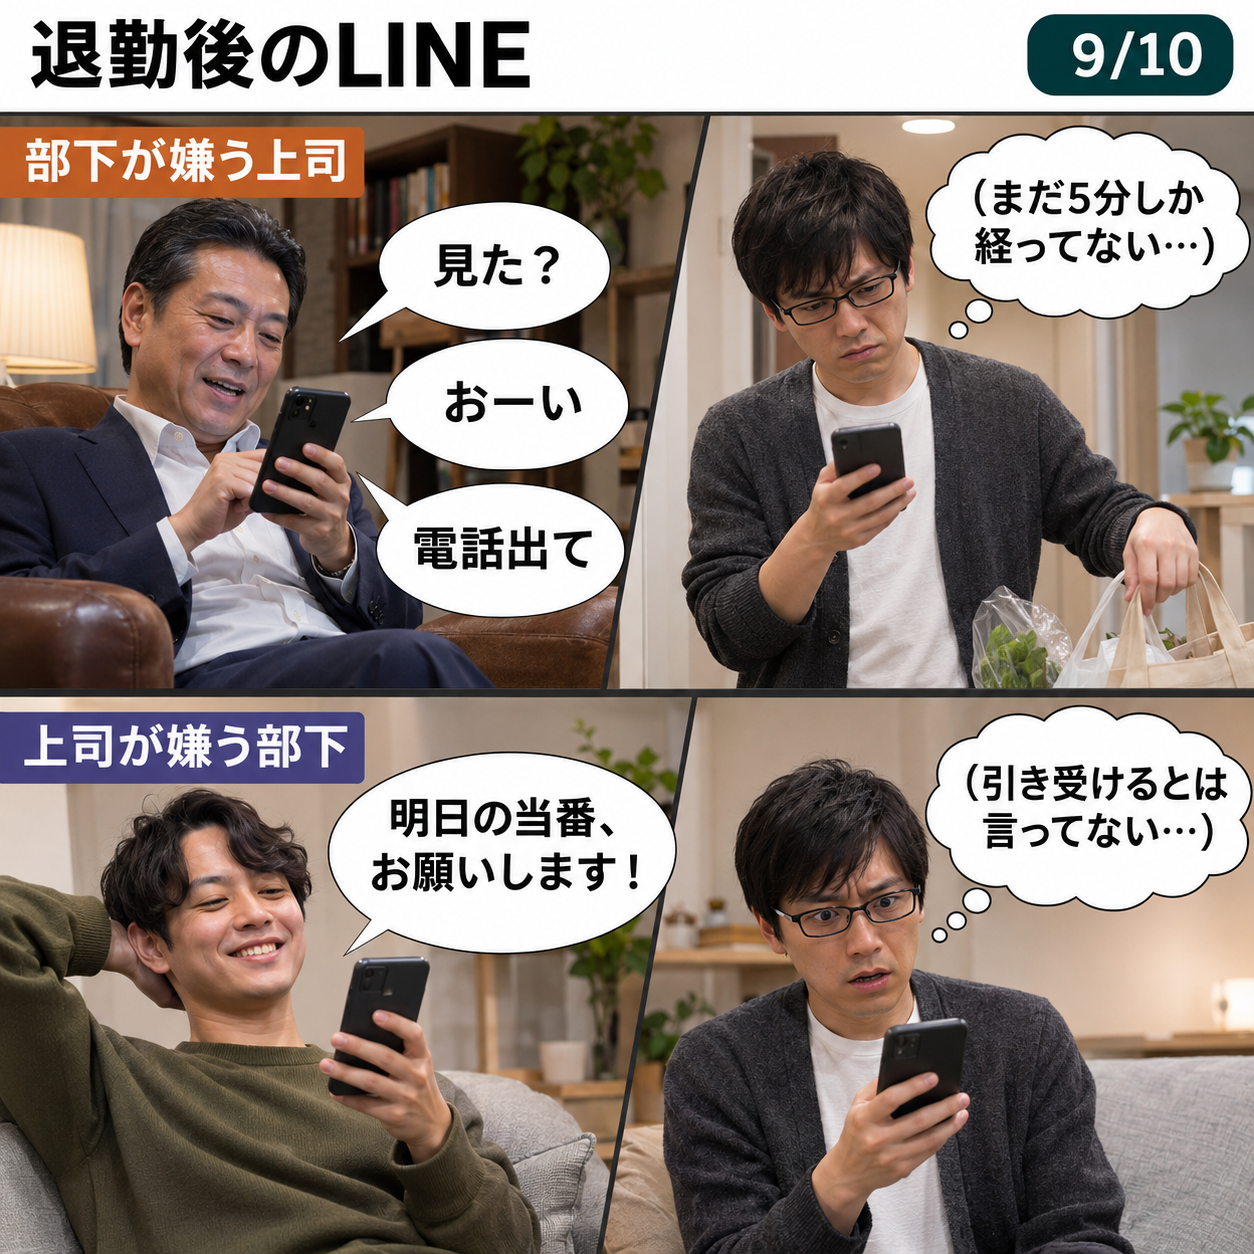 退勤後のLINE
9/10
部下が嫌う上司
見た？
おーい
電話出て
(まだ5分しか
経ってない…)
上司が嫌う部下
明日の当番、
お願いします！
(引き受けるとは
言ってない…)